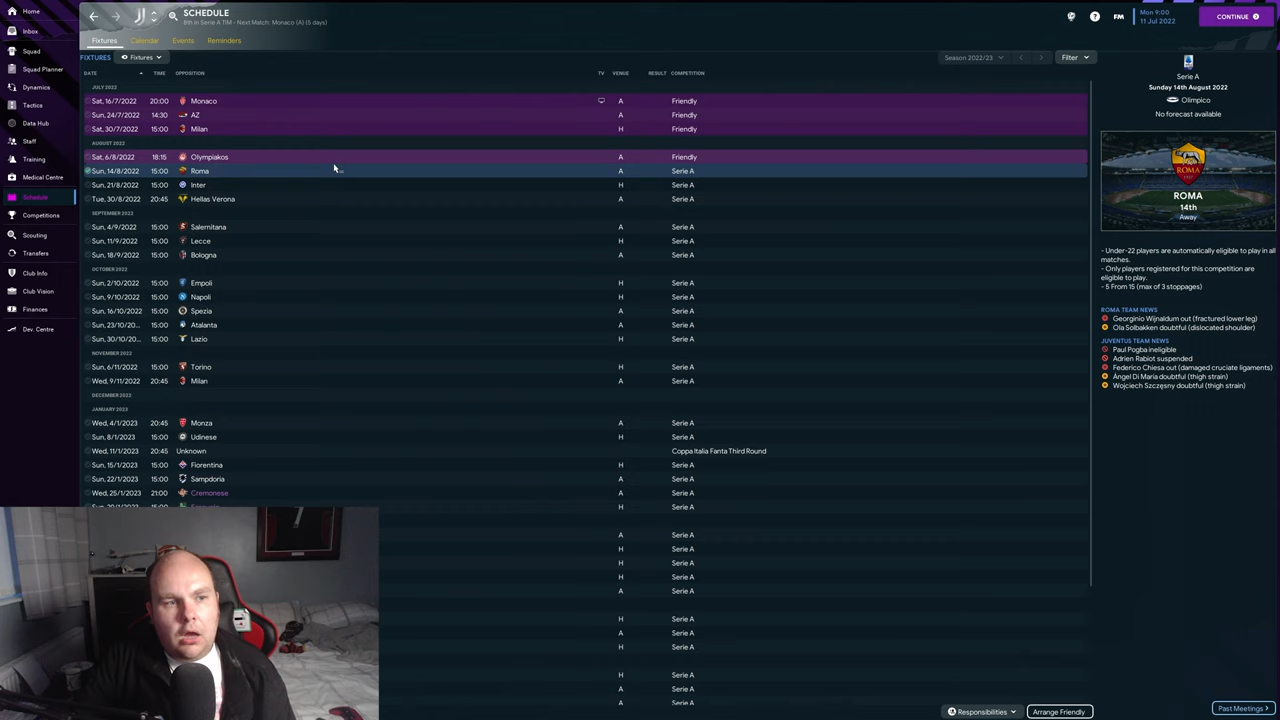 Home
Inbox
Squad
Squad Planner
Dynamics
Tactics
Data Hub
Staff
Training
Medical Centre
Schedule
Competitions
Scouting
Transfers
Club Info
Club Vision
Finances
Dev. Centre
SCHEDULE
8th in Serie A TIM - Next Match: Monaco (A) (5 days)
FM
Mon 9:00
11 Jul 2022
CONTINUE
Fixtures
Calendar
Events
Reminders
FIXTURES
Fixtures
Season 2022/23
Filter
DATE TIME OPPOSITION TV VENUE RESULT COMPETITION
JULY 2022
Sat, 16/7/2022 20:00 Monaco A Friendly
Sun, 24/7/2022 14:30 AZ A Friendly
Sat, 30/7/2022 15:00 Milan H Friendly
AUGUST 2022
Sat, 6/8/2022 18:15 Olympiakos A Friendly
Sun, 14/8/2022 15:00 Roma A Serie A
Sun, 21/8/2022 15:00 Inter H Serie A
Tue, 30/8/2022 20:45 Hellas Verona A Serie A
SEPTEMBER 2022
Sun, 4/9/2022 15:00 Salernitana A Serie A
Sun, 11/9/2022 15:00 Lecce H Serie A
Sun, 18/9/2022 15:00 Bologna A Serie A
OCTOBER 2022
Sun, 2/10/2022 15:00 Empoli H Serie A
Sun, 9/10/2022 15:00 Napoli H Serie A
Sun, 16/10/2022 15:00 Spezia A Serie A
Sun, 23/10/20... 15:00 Atalanta A Serie A
Sun, 30/10/20... 15:00 Lazio H Serie A
NOVEMBER 2022
Sun, 6/11/2022 15:00 Torino H Serie A
Wed, 9/11/2022 20:45 Milan A Serie A
DECEMBER 2022
JANUARY 2023
Wed, 4/1/2023 20:45 Monza A Serie A
Sun, 8/1/2023 15:00 Udinese H Serie A
Wed, 11/1/2023 20:45 Unknown Coppa Italia Fanta Third Round
Sun, 15/1/2023 15:00 Fiorentina H Serie A
Sun, 22/1/2023 15:00 Sampdoria A Serie A
Wed, 25/1/2023 21:00 Cremonese A Serie A
H Serie A
A Serie A
H Serie A
H Serie A
H Serie A
A Serie A
H Serie A
A Serie A
H Serie A
H Serie A
A Serie A
A Serie A
Serie A
Sunday 14th August 2022
Olimpico
No forecast available
ROMA
ROMA
14th
Away
- Under-22 players are automatically eligible to play in all
matches.
- Only players registered for this competition are
eligible to play.
- 5 From 15 (max of 3 stoppages)
ROMA TEAM NEWS
Georginio Wijnaldum out (fractured lower leg)
Ola Solbakken doubtful (dislocated shoulder)
JUVENTUS TEAM NEWS
Paul Pogba ineligible
Adrien Rabiot suspended
Federico Chiesa out (damaged cruciate ligaments)
Ángel Di María doubtful (thigh strain)
Wojciech Szczęsny doubtful (thigh strain)
Responsibilities
Arrange Friendly
Past Meetings